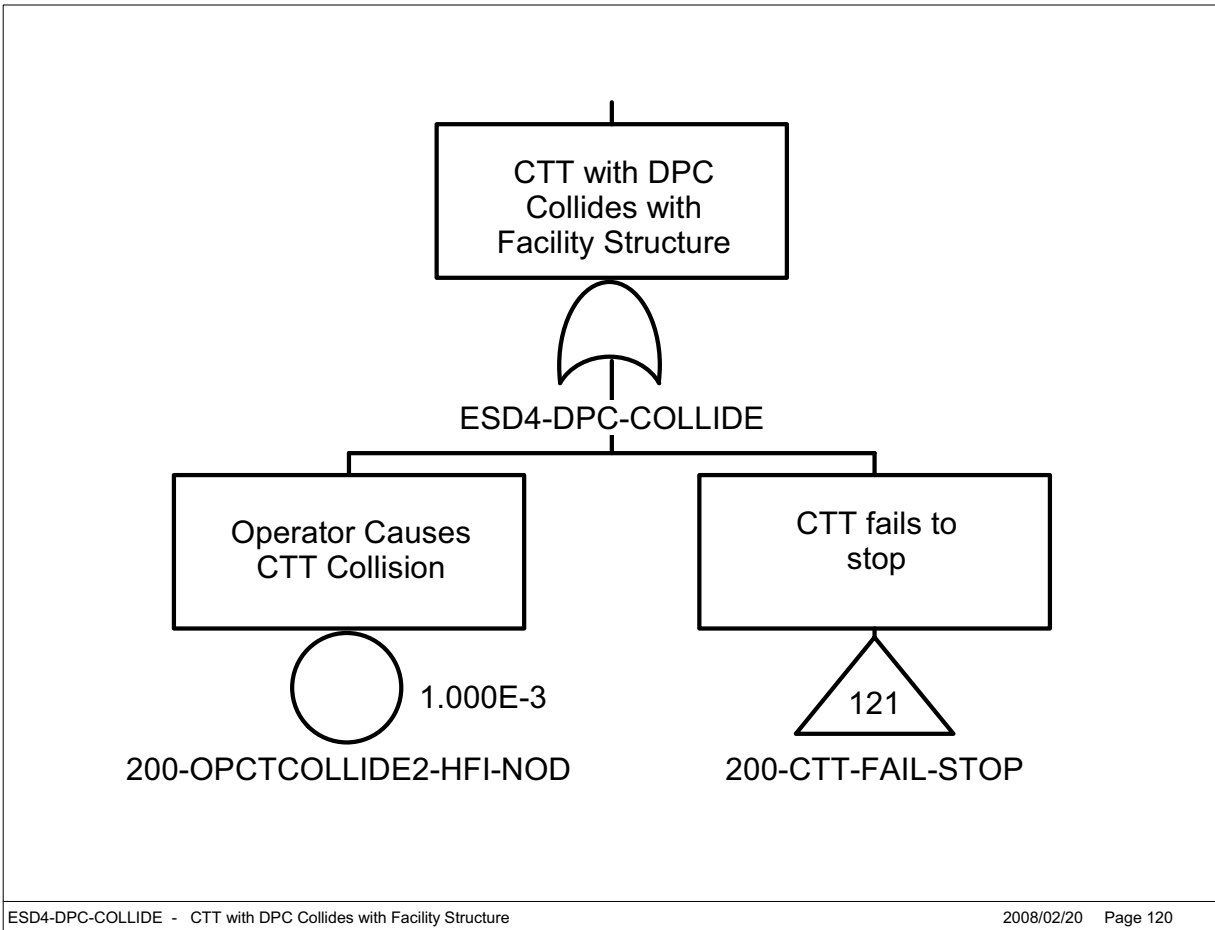 CTT with DPC
Collides with
Facility Structure
ESD4-DPC-COLLIDE
Operator Causes
CTT Collision
1.000E-3
200-OPCTCOLLIDE2-HFI-NOD
CTT fails to
stop
121
200-CTT-FAIL-STOP
ESD4-DPC-COLLIDE - CTT with DPC Collides with Facility Structure
2008/02/20 Page 120